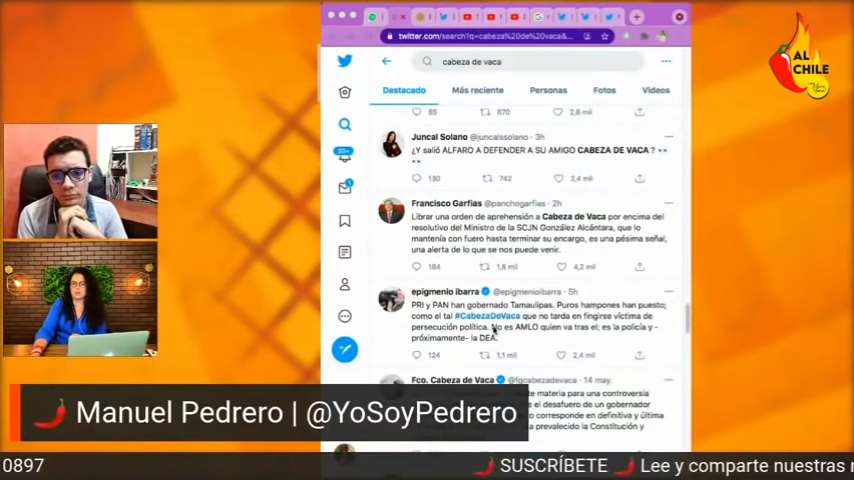 twitter.com/search?q=cabeza%20de%20vaca&...
cabeza de vaca
Destacado
Más reciente
Personas
Fotos
Videos
85
870
2,8 mil
Juncal Solano @juncalssolano · 3h
¿Y salió ALFARO A DEFENDER A SU AMIGO CABEZA DE VACA ?
130
742
2,4 mil
Francisco Garfias @panchogarfias · 2h
Librar una orden de aprehensión a Cabeza de Vaca por encima del
resolutivo del Ministro de la SCJN González Alcántara, que lo
mantenía con fuero hasta terminar su encargo, es una pésima señal,
una alerta de lo que se nos puede venir.
184
1,8 mil
4,2 mil
epigmenio ibarra @epigmenioibarra · 5h
PRI y PAN han gobernado Tamaulipas. Puros hampones han puesto;
como el tal #CabezaDeVaca que no tarda en fingirse víctima de
persecución política. No es AMLO quien va tras el; es la policía y -
próximamente- la DEA.
124
1,1 mil
2,4 mil
Fco. Cabeza de Vaca @fgcabezadevaca · 14 may.
te materia para una controversia
e el desafuero de un gobernador
o corresponde en definitiva y última
prevalecido la Constitución y
20+
1
AL
CHILE
Manuel Pedrero | @YoSoyPedrero
0897
SUSCRÍBETE
Lee y comparte nuestras